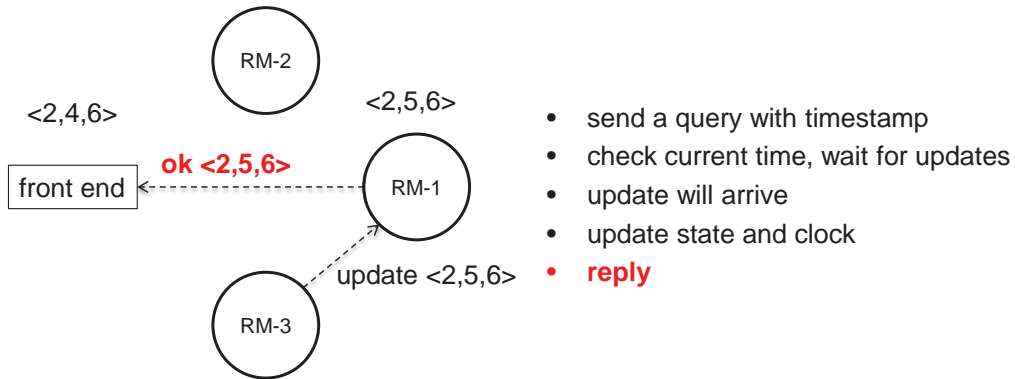 RM-2
<2,4,6>
<2,5,6>
ok <2,5,6>
front end
RM-1
update <2,5,6>
RM-3
• send a query with timestamp
• check current time, wait for updates
• update will arrive
• update state and clock
• reply